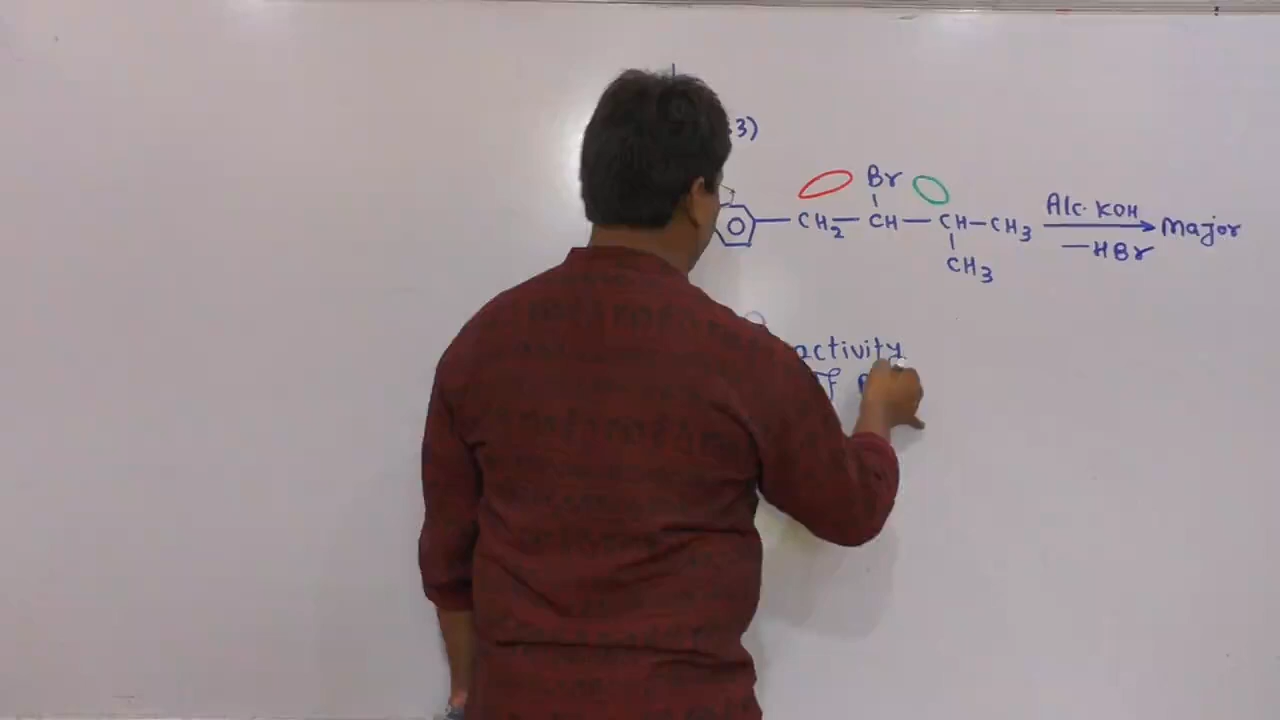 3)
Br
CH2 — CH — CH — CH3 Alc. KOH Major
— HBr
CH3
activity